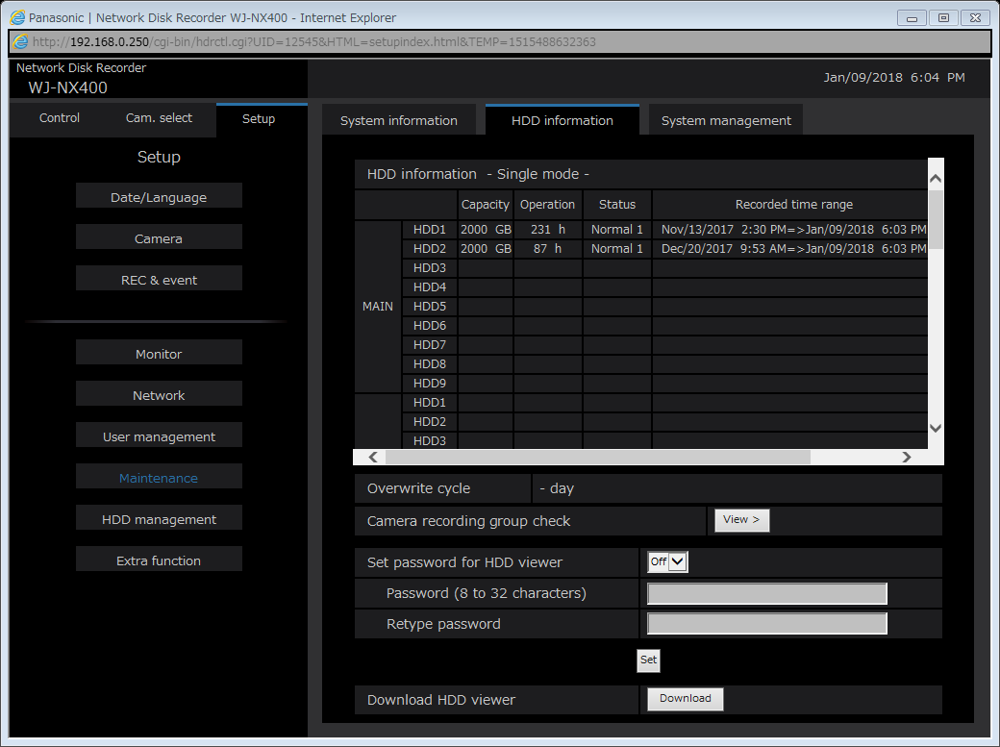 Panasonic | Network Disk Recorder WJ-NX400 - Internet Explorer
http://192.168.0.250/cgi-bin/hdrctl.cgi?UID=12545&HTML=setupindex.html&TEMP=1515488632363
Network Disk Recorder
WJ-NX400
Jan/09/2018 6:04 PM
Control Cam. select Setup
Setup
Date/Language
Camera
REC & event
Monitor
Network
User management
Maintenance
HDD management
Extra function
System information HDD information System management
HDD information - Single mode -
Capacity Operation Status Recorded time range
MAIN
HDD1 2000 GB 231 h Normal 1 Nov/13/2017 2:30 PM=>Jan/09/2018 6:03 PM
HDD2 2000 GB 87 h Normal 1 Dec/20/2017 9:53 AM=>Jan/09/2018 6:03 PM
HDD3
HDD4
HDD5
HDD6
HDD7
HDD8
HDD9
HDD1
HDD2
HDD3
Overwrite cycle - day
Camera recording group check View >
Set password for HDD viewer Off
Password (8 to 32 characters)
Retype password
Set
Download HDD viewer Download